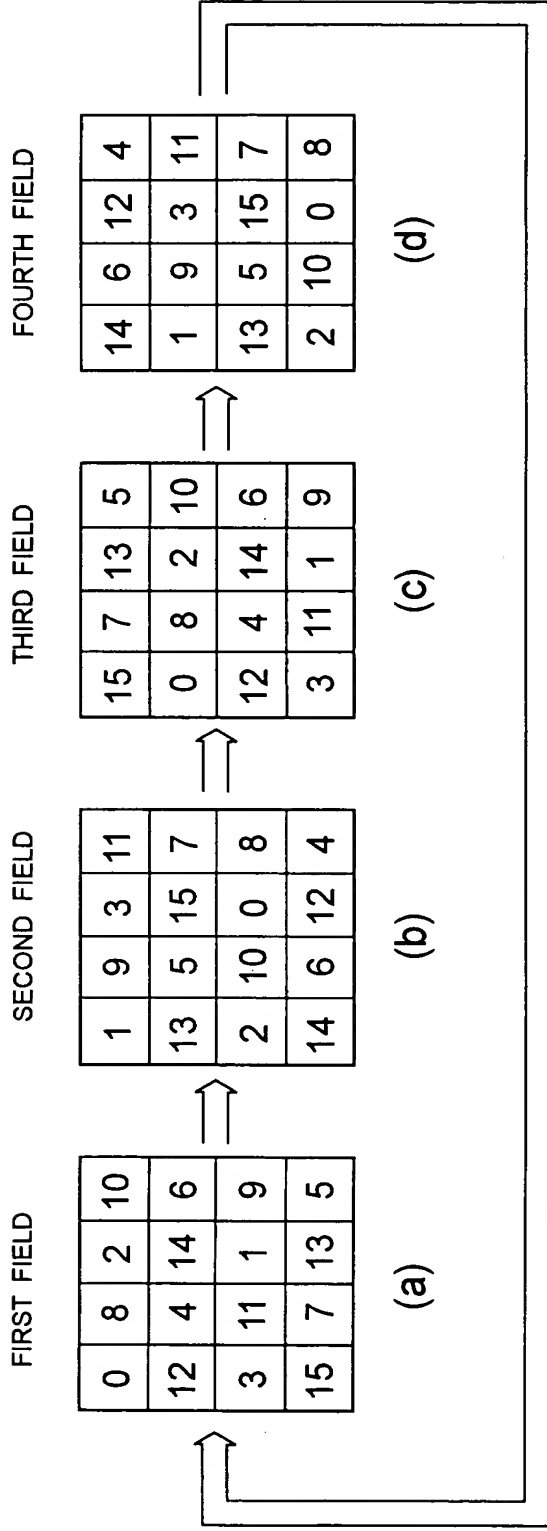 FIRST FIELD
0 8 2 10
12 4 14 6
3 11 1 9
15 7 13 5
(a)
SECOND FIELD
1 9 3 11
13 5 15 7
2 10 0 8
14 6 12 4
(b)
THIRD FIELD
15 7 13 5
0 8 2 10
12 4 14 6
3 11 1 9
(c)
FOURTH FIELD
14 6 12 4
1 9 3 11
13 5 15 7
2 10 0 8
(d)